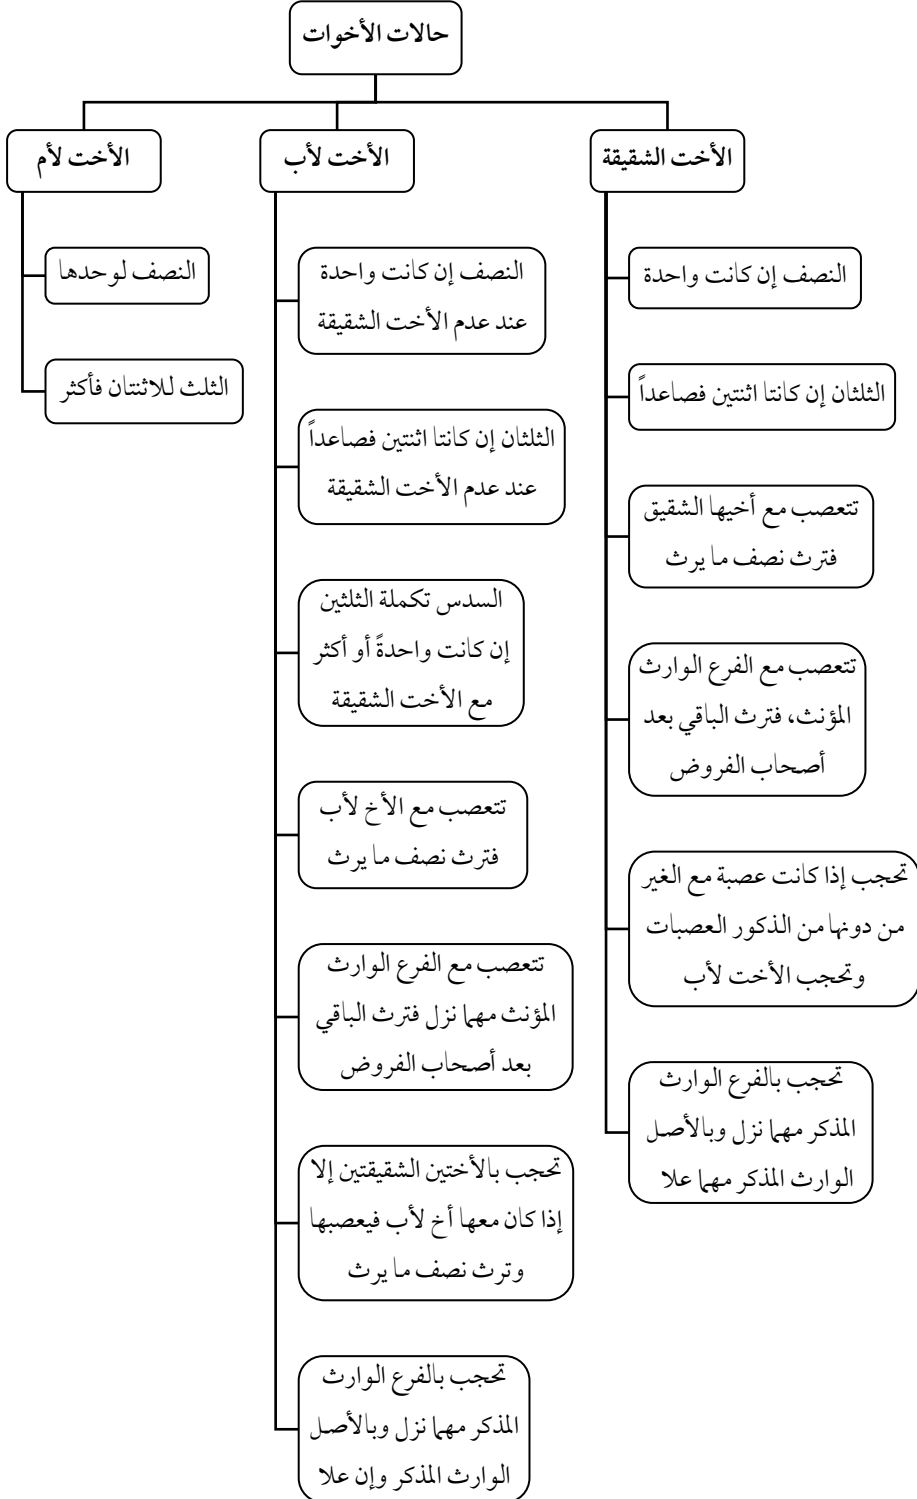 حالات الأخوات
الأخت الشقيقة
النصف إن كانت واحدة
الثلثان إن كانتا اثنتين فصاعداً
تتعصب مع أخيها الشقيق
فترث نصف ما يرث
تتعصب مع الفرع الوارث
المؤنث، فترث الباقي بعد
أصحاب الفروض
تحجب إذا كانت عصبة مع الغير
من دونها من الذكور العصبات
وتحجب الأخت لأب
تحجب بالفرع الوارث
المذكر مهما نزل وبالأصل
الوارث المذكر مهما علا
الأخت لأب
النصف إن كانت واحدة
عند عدم الأخت الشقيقة
الثلثان إن كانتا اثنتين فصاعداً
عند عدم الأخت الشقيقة
السدس تكملة الثلثين
إن كانت واحدةً أو أكثر
مع الأخت الشقيقة
تتعصب مع الأخ لأب
فترث نصف ما يرث
تتعصب مع الفرع الوارث
المؤنث مهما نزل فترث الباقي
بعد أصحاب الفروض
تحجب بالأختين الشقيقتين إلا
إذا كان معها أخ لأب فيعصبها
وترث نصف ما يرث
تحجب بالفرع الوارث
المذكر مهما نزل وبالأصل
الوارث المذكر وإن علا
الأخت لأم
النصف لوحدها
الثلث للاثنتان فأكثر